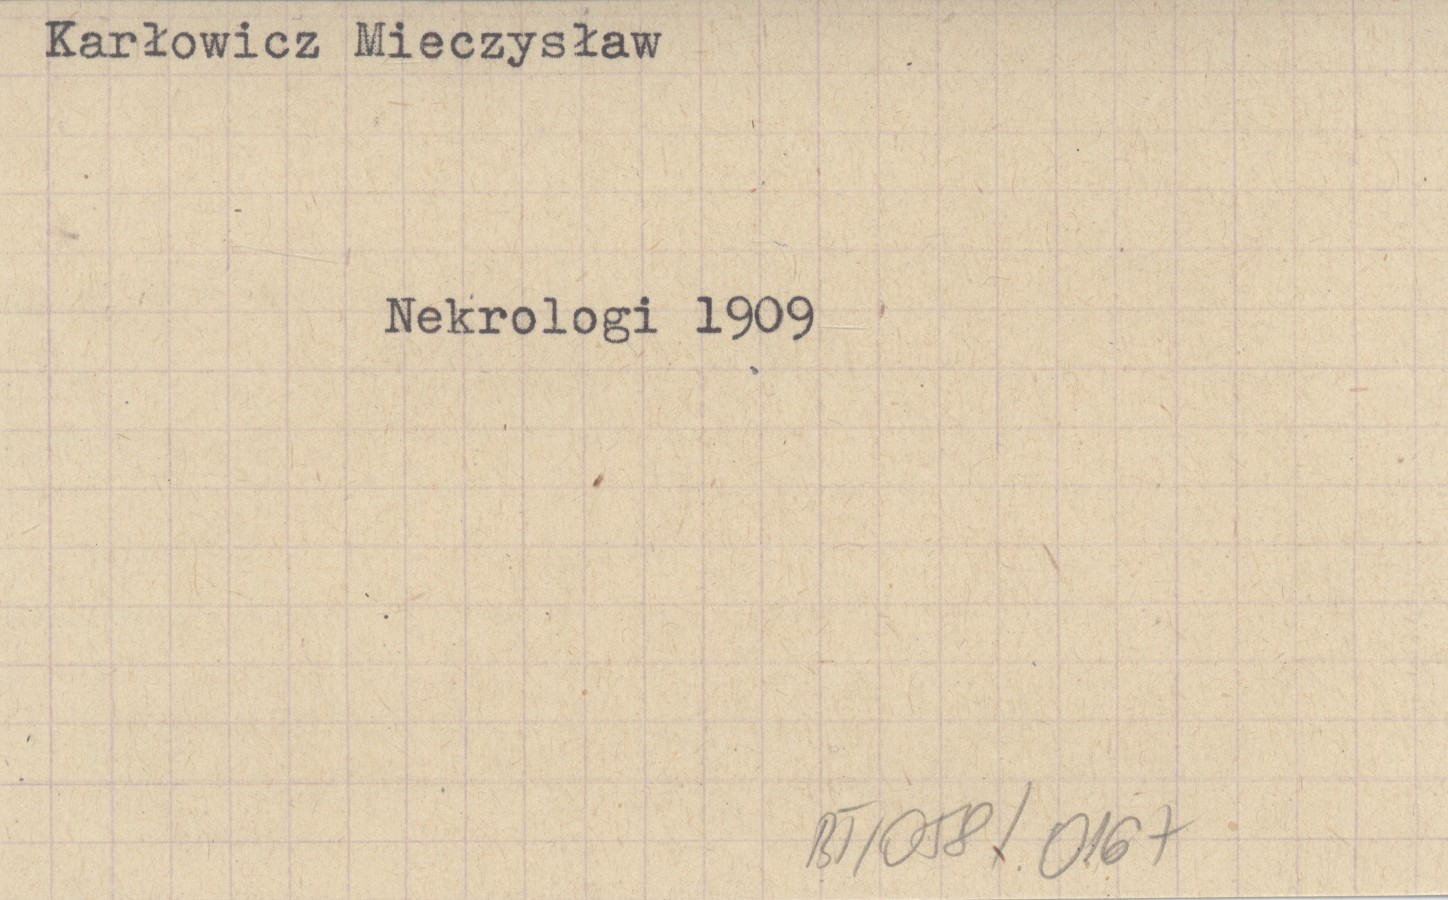 Karłowicz Mieczysław
Nekrologi 1909
BT/058/0167